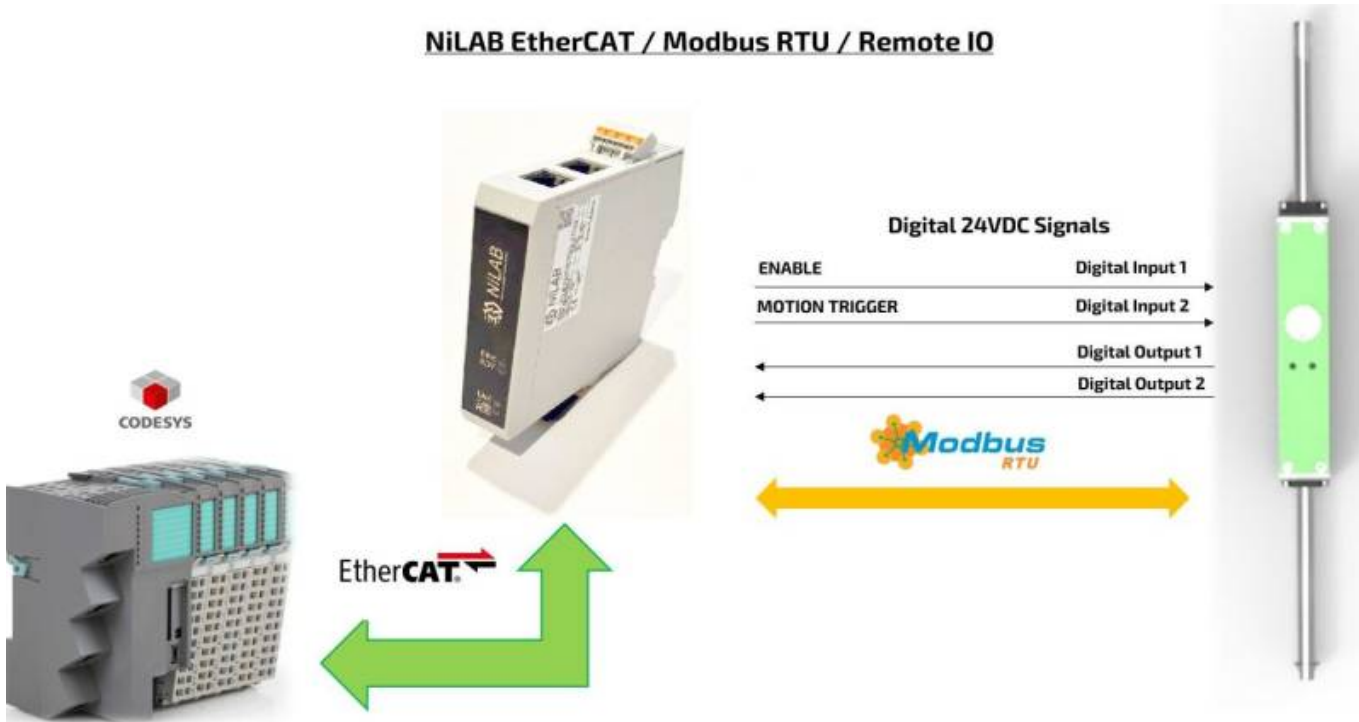 NiLAB EtherCAT / Modbus RTU / Remote IO
NiLAB
NiLAB
Digital 24VDC Signals
ENABLE
Digital Input 1
MOTION TRIGGER
Digital Input 2
Digital Output 1
Digital Output 2
Modbus
RTU
CODESYS
EtherCAT